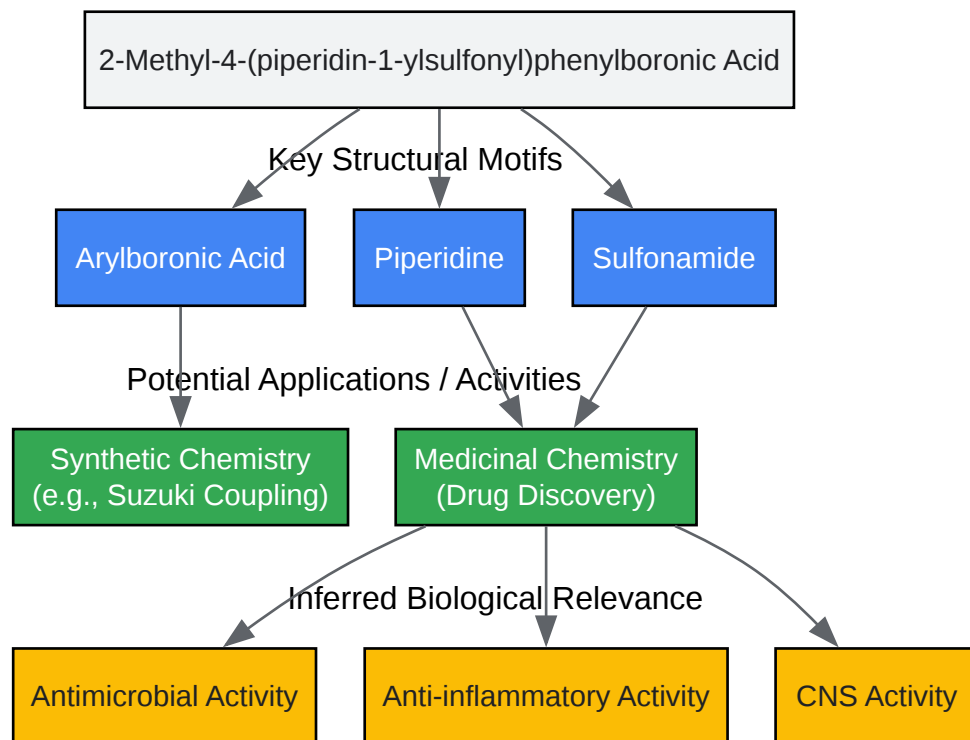 2-Methyl-4-(piperidin-1-ylsulfonyl)phenylboronic Acid
Key Structural Motifs
Arylboronic Acid
Piperidine
Sulfonamide
Potential Applications / Activities
Synthetic Chemistry
(e.g., Suzuki Coupling)
Medicinal Chemistry
(Drug Discovery)
Inferred Biological Relevance
Antimicrobial Activity
Anti-inflammatory Activity
CNS Activity